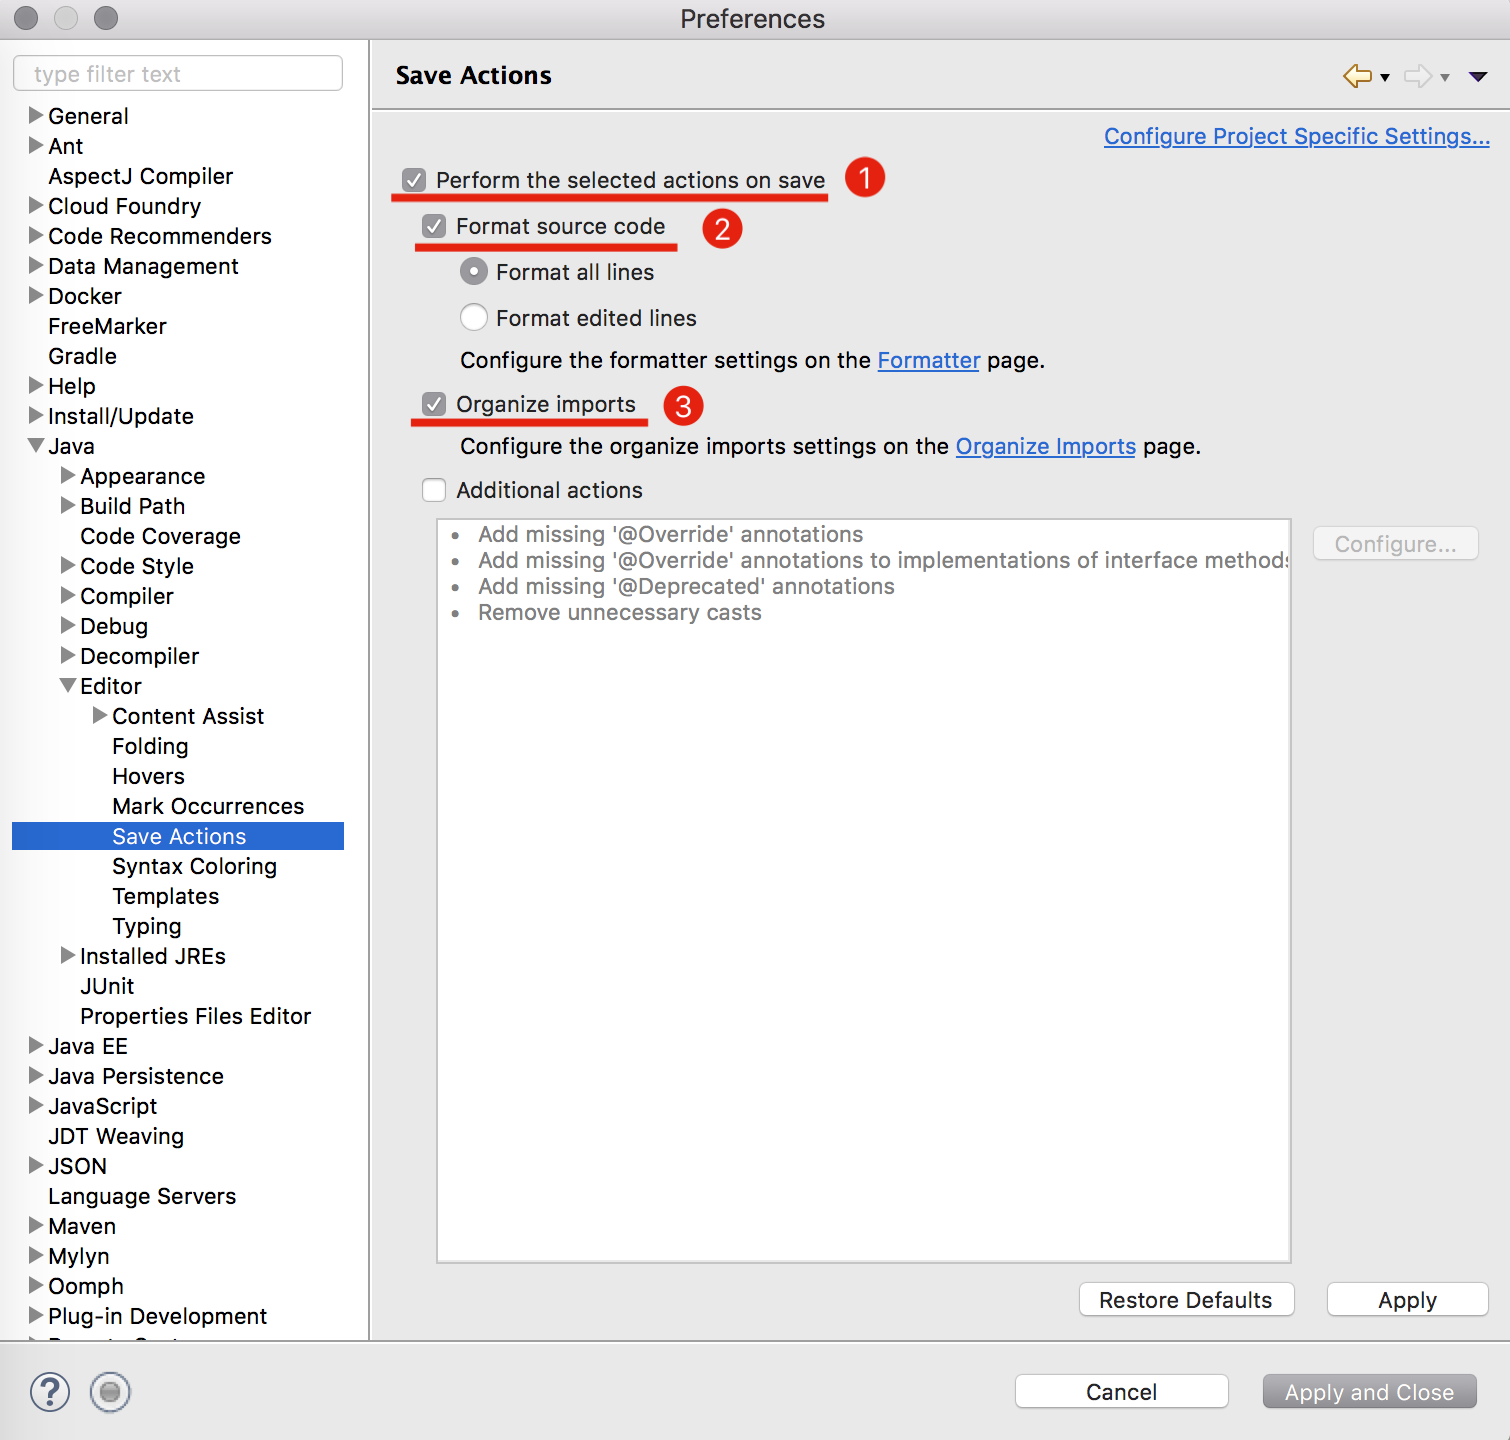 Preferences
type filter text
General
Ant
AspectJ Compiler
Cloud Foundry
Code Recommenders
Data Management
Docker
FreeMarker
Gradle
Help
Install/Update
Java
Appearance
Build Path
Code Coverage
Code Style
Compiler
Debug
Decompiler
Editor
Content Assist
Folding
Hovers
Mark Occurrences
Save Actions
Syntax Coloring
Templates
Typing
Installed JREs
JUnit
Properties Files Editor
Java EE
Java Persistence
JavaScript
JDT Weaving
JSON
Language Servers
Maven
Mylyn
Oomph
Plug-in Development
Save Actions
Configure Project Specific Settings...
Perform the selected actions on save 1
Format source code 2
Format all lines
Format edited lines
Configure the formatter settings on the Formatter page.
Organize imports 3
Configure the organize imports settings on the Organize Imports page.
Additional actions
• Add missing '@Override' annotations
• Add missing '@Override' annotations to implementations of interface methods
• Add missing '@Deprecated' annotations
• Remove unnecessary casts
Configure...
Restore Defaults
Apply
?
Cancel
Apply and Close